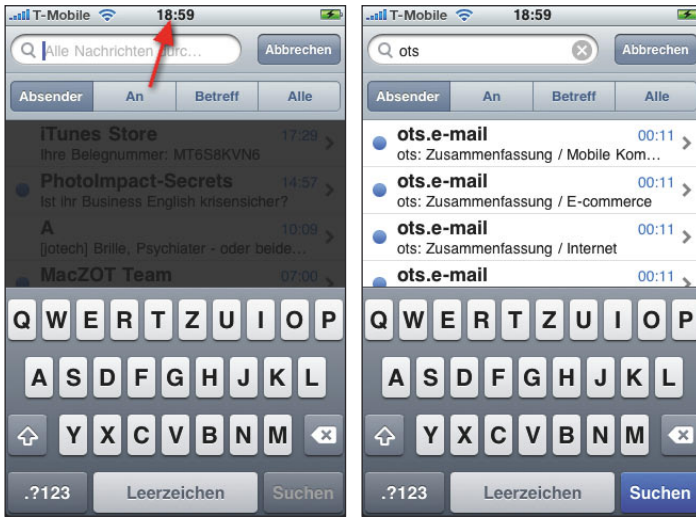 T-Mobile 18:59
Alle Nachrichten durc...
Abbrechen
Absender An Betreff Alle
iTunes Store 17:29
Ihre Belegnummer: MT6S8KVN6
PhotoImpact-Secrets 14:57
Ist Ihr Business English krisensicher?
A 10:09
[jotech] Brille, Psychiater - oder beide...
MacZOT Team 07:00
Q W E R T Z U I O P
A S D F G H J K L
Y X C V B N M
.?123 Leerzeichen Suchen
T-Mobile 18:59
ots
Abbrechen
Absender An Betreff Alle
ots.e-mail 00:11
ots: Zusammenfassung / Mobile Kom...
ots.e-mail 00:11
ots: Zusammenfassung / E-commerce
ots.e-mail 00:11
ots: Zusammenfassung / Internet
ots.e-mail 00:11
Q W E R T Z U I O P
A S D F G H J K L
Y X C V B N M
.?123 Leerzeichen Suchen